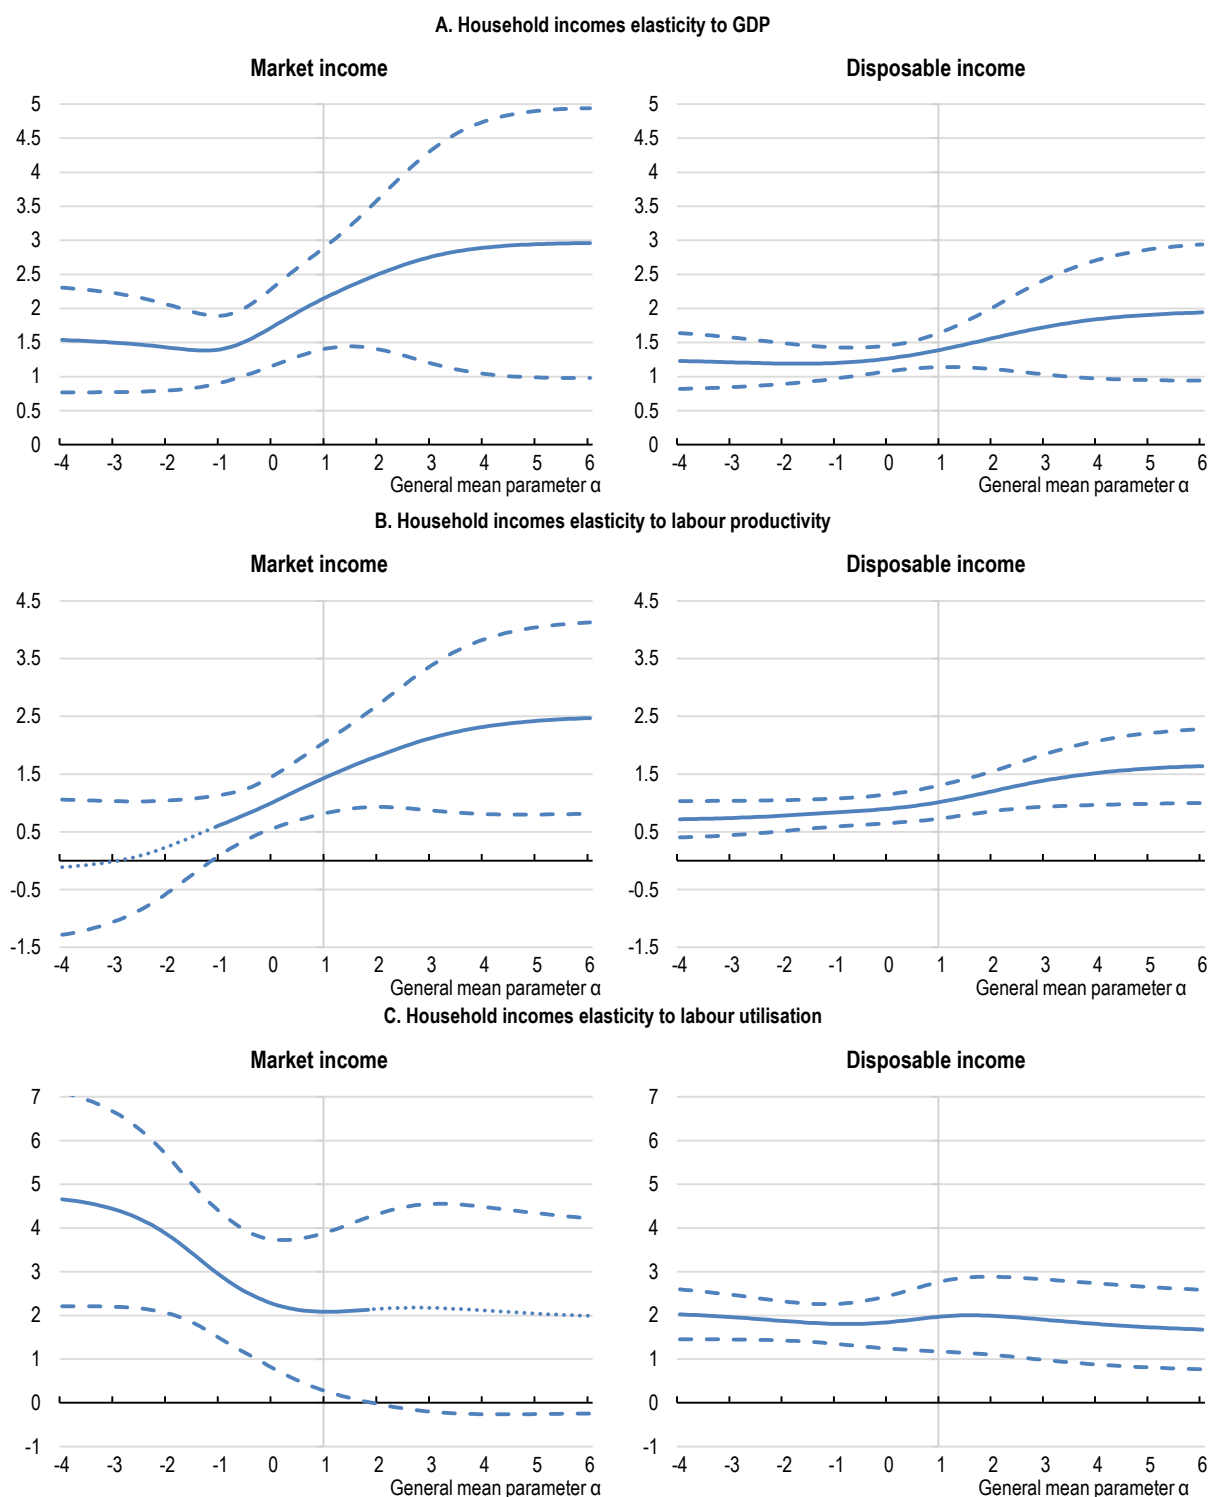 A. Household incomes elasticity to GDP
Market income
5
4.5
4
3.5
3
2.5
2
1.5
1
0.5
0
-4 -3 -2 -1 0 1 2 3 4 5 6
General mean parameter α
Disposable income
5
4.5
4
3.5
3
2.5
2
1.5
1
0.5
0
-4 -3 -2 -1 0 1 2 3 4 5 6
General mean parameter α
B. Household incomes elasticity to labour productivity
Market income
4.5
3.5
2.5
1.5
0.5
-0.5
-1.5
-4 -3 -2 -1 0 1 2 3 4 5 6
General mean parameter α
Disposable income
4.5
3.5
2.5
1.5
0.5
-0.5
-1.5
-4 -3 -2 -1 0 1 2 3 4 5 6
General mean parameter α
C. Household incomes elasticity to labour utilisation
Market income
7
6
5
4
3
2
1
0
-1
-4 -3 -2 -1 0 1 2 3 4 5 6
General mean parameter α
Disposable income
7
6
5
4
3
2
1
0
-1
-4 -3 -2 -1 0 1 2 3 4 5 6
General mean parameter α